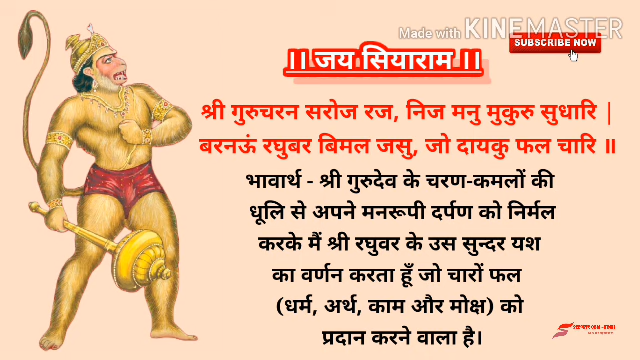 Made with KINEMASTER
SUBSCRIBE NOW
।। जय सियाराम ।।
श्री गुरुचरन सरोज रज, निज मनु मुकुरु सुधारि |
बरनऊं रघुबर बिमल जसु, जो दायकु फल चारि ॥
भावार्थ - श्री गुरुदेव के चरण-कमलों की
धूलि से अपने मनरूपी दर्पण को निर्मल
करके मैं श्री रघुवर के उस सुन्दर यश
का वर्णन करता हूँ जो चारों फल
(धर्म, अर्थ, काम और मोक्ष) को
प्रदान करने वाला है।